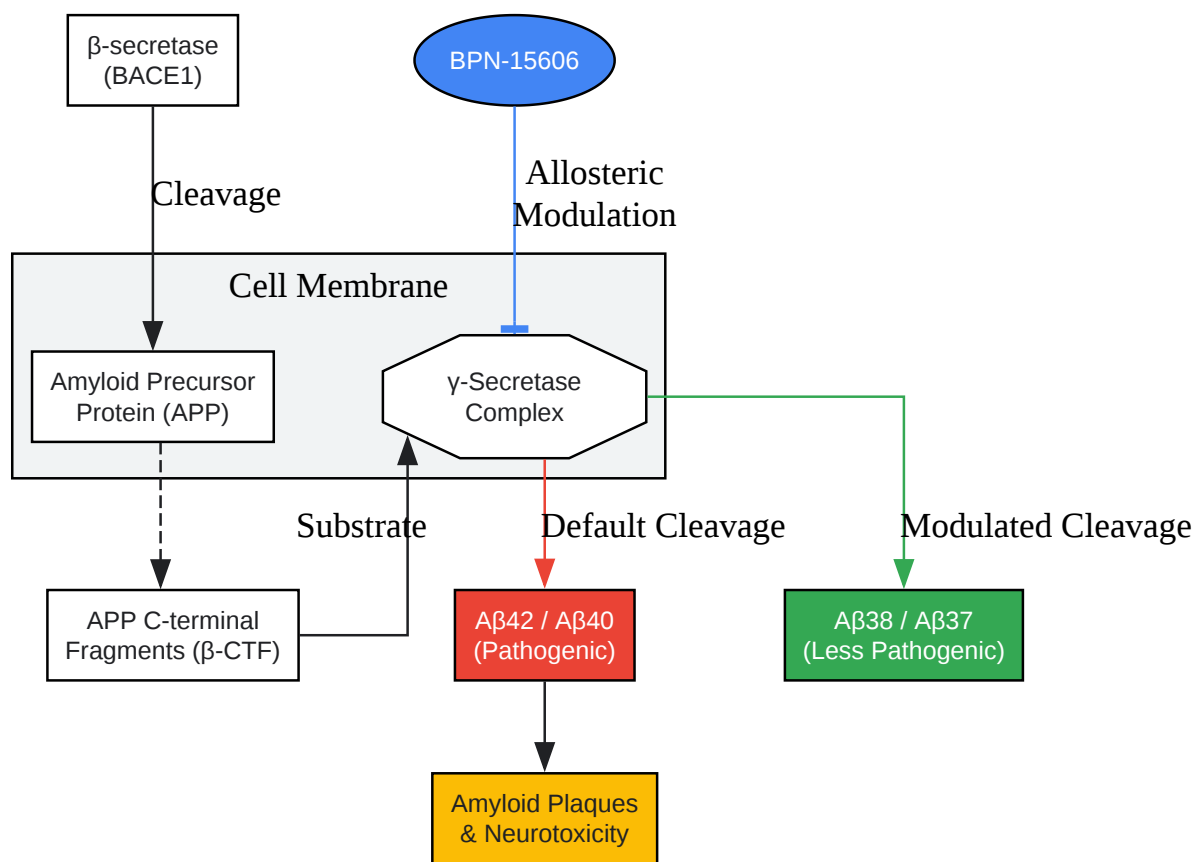 β-secretase
(BACE1)
BPN-15606
Cleavage
Allosteric
Modulation
Cell Membrane
Amyloid Precursor
Protein (APP)
γ-Secretase
Complex
Substrate
Default Cleavage
Modulated Cleavage
APP C-terminal
Fragments (β-CTF)
Aβ42 / Aβ40
(Pathogenic)
Aβ38 / Aβ37
(Less Pathogenic)
Amyloid Plaques
& Neurotoxicity